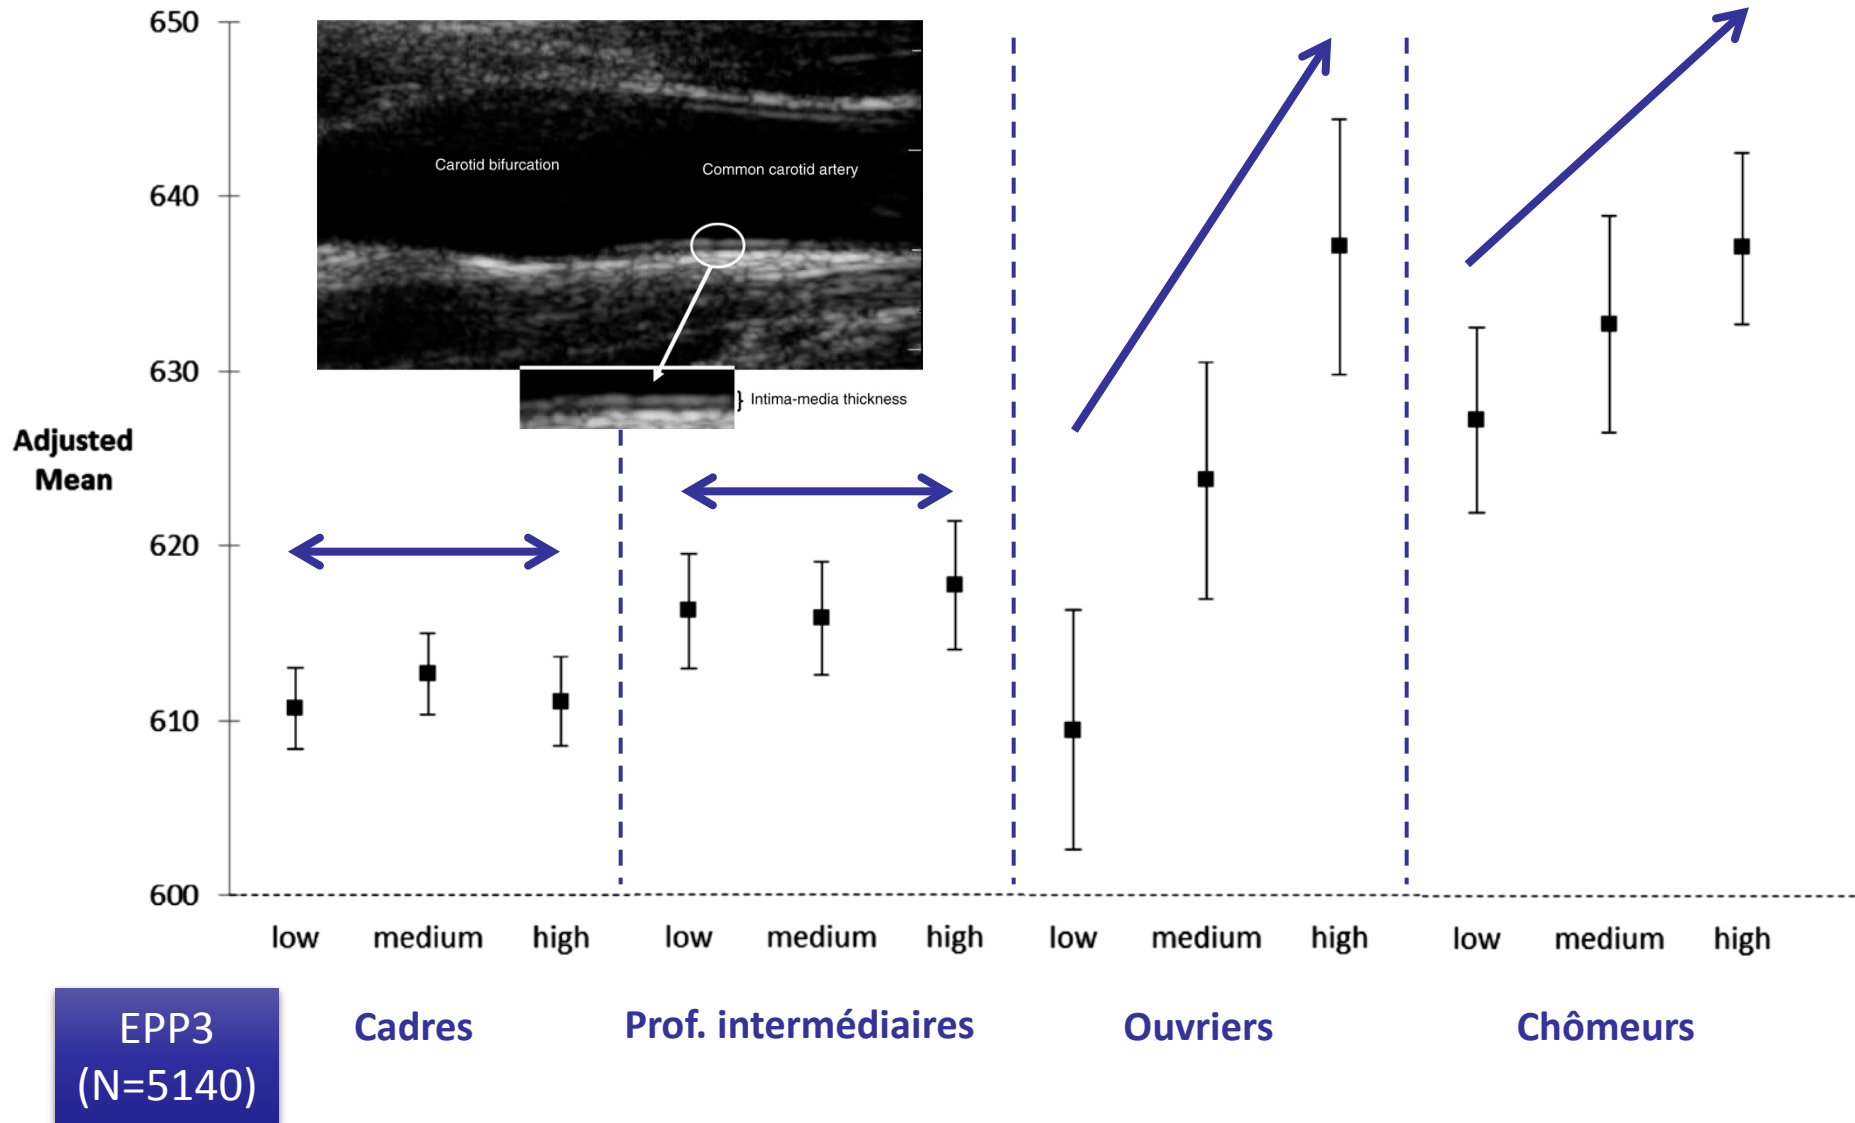 650
640
630
620
610
600
Adjusted
Mean
Carotid bifurcation
Common carotid artery
} Intima-media thickness
low medium high low medium high low medium high low medium high
Cadres Prof. intermédiaires Ouvriers Chômeurs
EPP3
(N=5140)